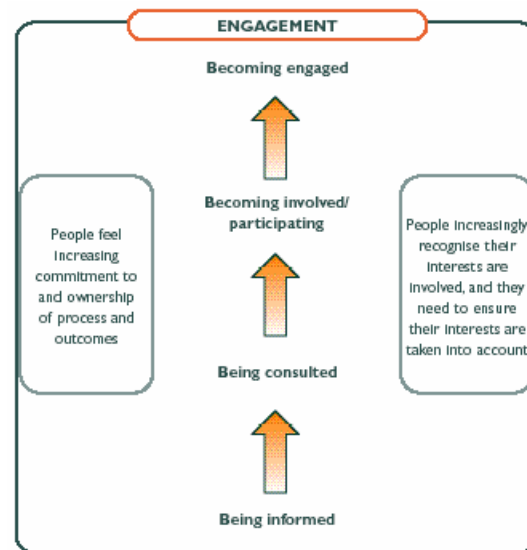 ENGAGEMENT
Becoming engaged
Becoming involved/
participating
People feel
increasing
commitment to
and ownership
of process and
outcomes
People increasingly
recognise their
interests are
involved, and they
need to ensure
their interests are
taken into account
Being consulted
Being informed